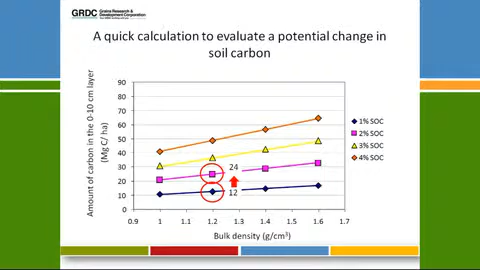 GRDC
Grains Research &
Development Corporation
A quick calculation to evaluate a potential change in
soil carbon
Amount of carbon in the 0-10 cm layer
(Mg C/ ha)
90
80
70
60
50
40
30
20
10
0
24
12
0.9 1 1.1 1.2 1.3 1.4 1.5 1.6 1.7
Bulk density (g/cm³)
1% SOC
2% SOC
3% SOC
4% SOC